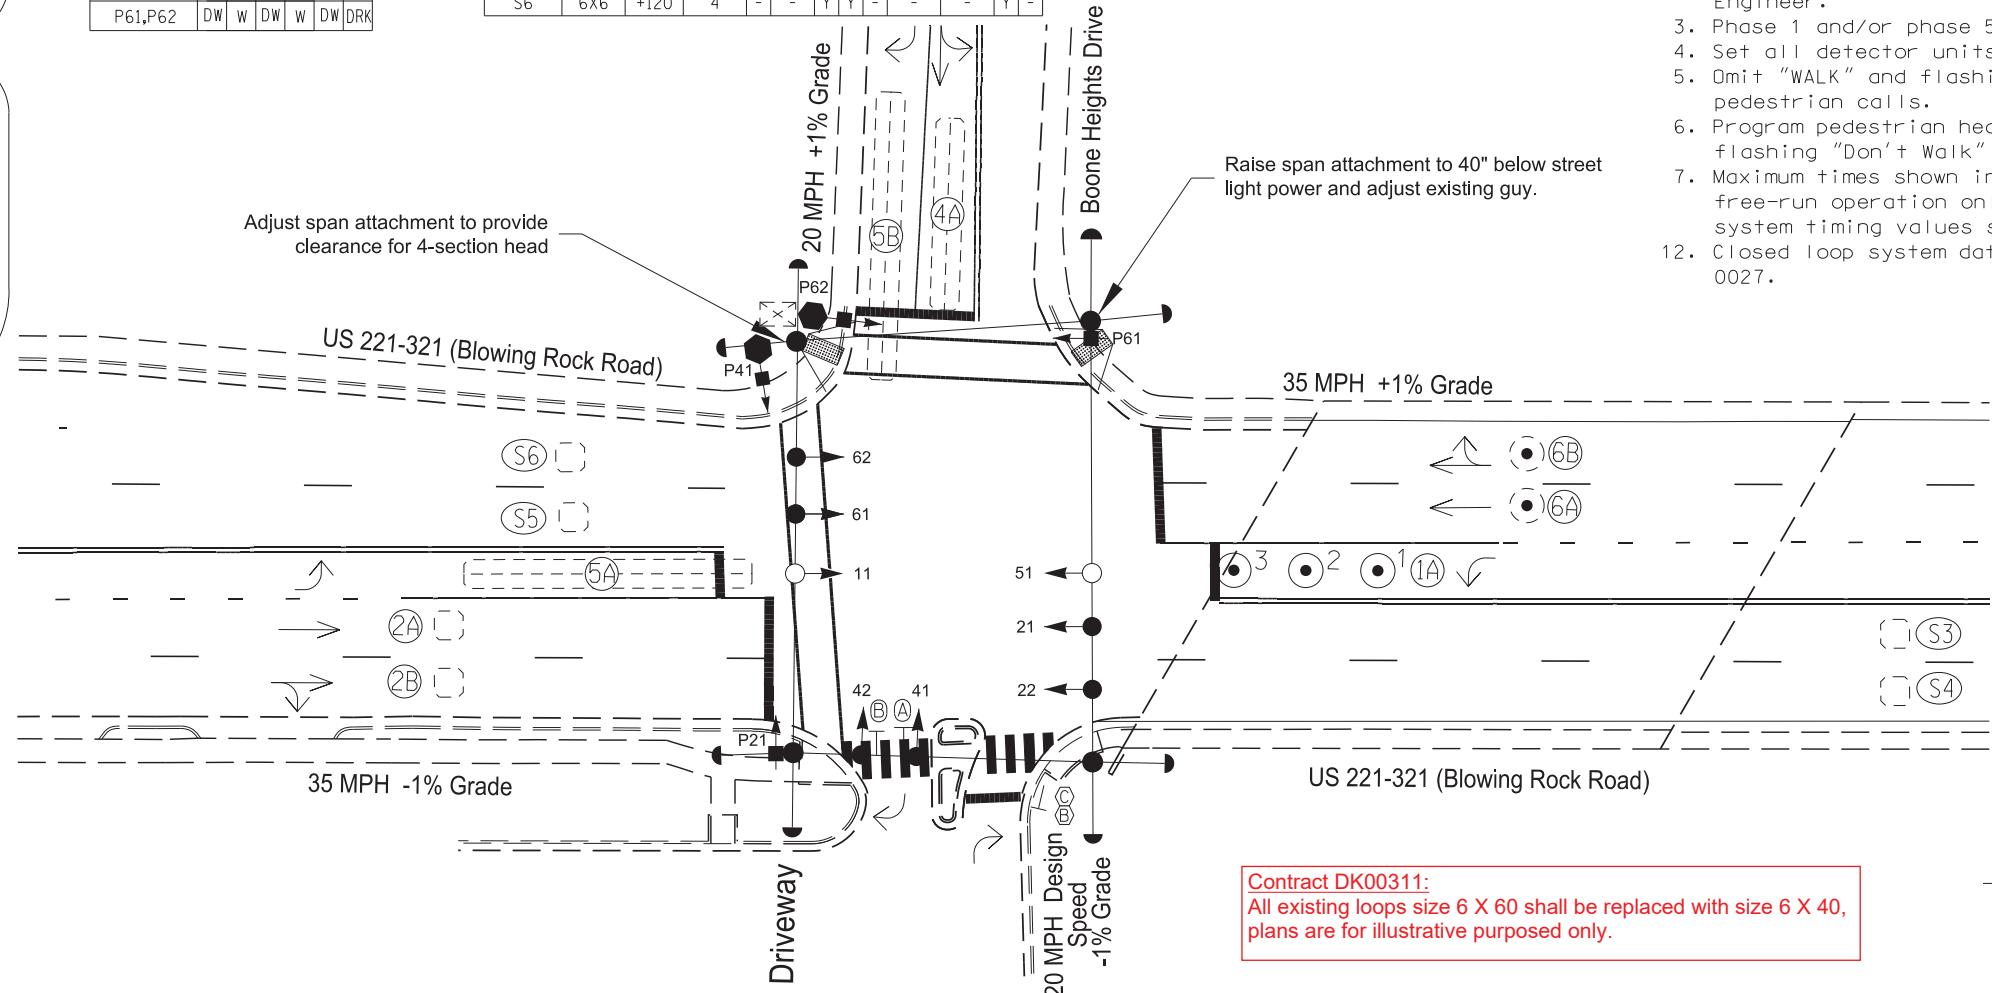 P61,P62 DW W DW W DW DRK
S6 6X6 +120 4 - - Y Y - - - Y -
Engineer.
3. Phase 1 and/or phase 5
4. Set all detector units
5. Omit "WALK" and flashi
pedestrian calls.
6. Program pedestrian hea
flashing "Don't Walk"
7. Maximum times shown in
free-run operation on
system timing values s
12. Closed loop system dat
0027.
20 MPH +1% Grade
Boone Heights Drive
Raise span attachment to 40" below street
light power and adjust existing guy.
Adjust span attachment to provide
clearance for 4-section head
5B
4A
P62
X
P61
P41
US 221-321 (Blowing Rock Road)
35 MPH +1% Grade
S6
62
6B
S5
61
6A
5A
11
51
3
2
1
1A
2A
21
S3
2B
22
S4
42
B
A
41
P21
35 MPH -1% Grade
US 221-321 (Blowing Rock Road)
C
B
Driveway
20 MPH Design
Speed
-1% Grade
Contract DK00311:
All existing loops size 6 X 60 shall be replaced with size 6 X 40,
plans are for illustrative purposed only.